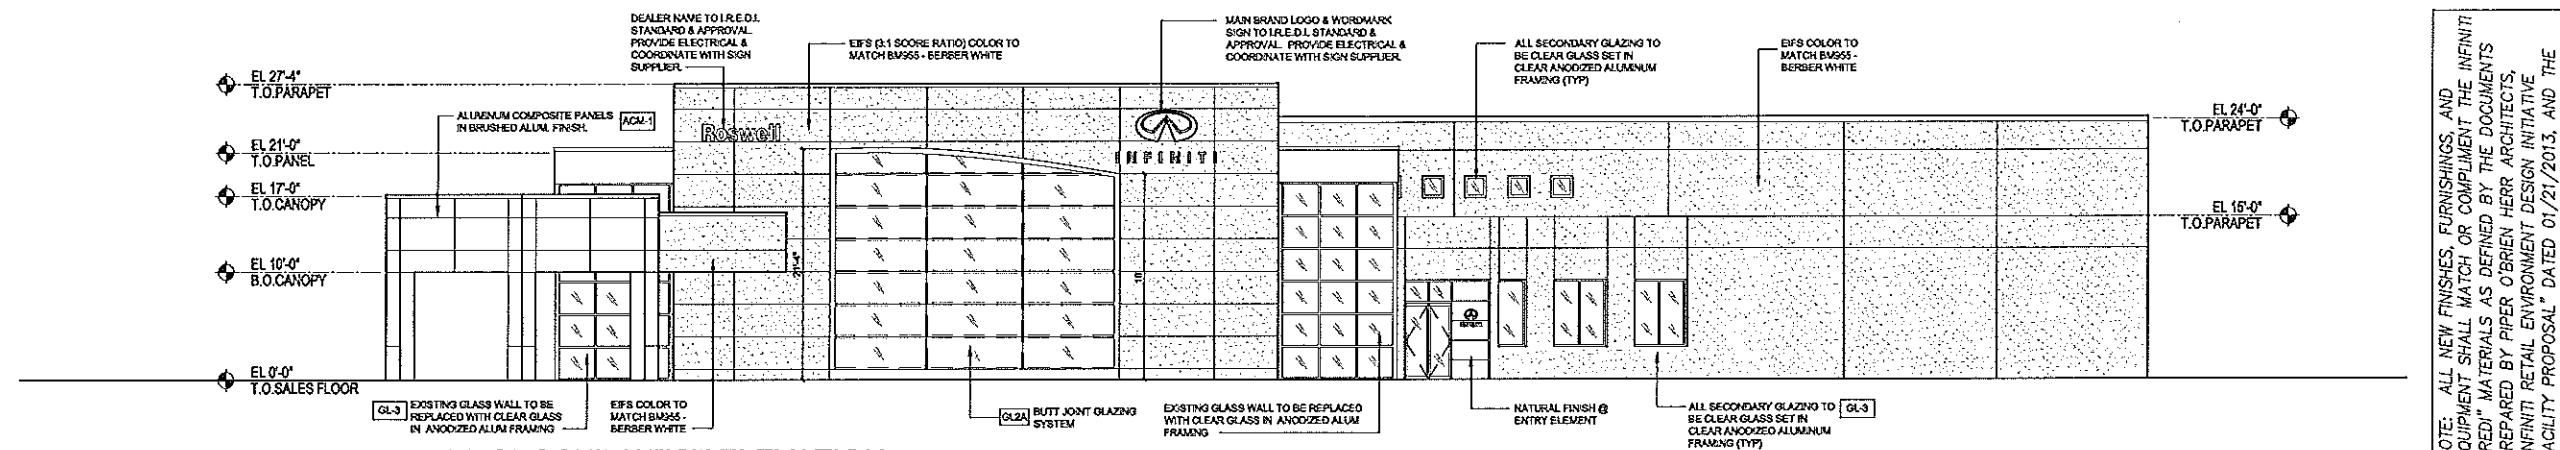 DEALER NAME TO I.R.E.D.I.
STANDARD & APPROVAL.
PROVIDE ELECTRICAL &
COORDINATE WITH SIGN
SUPPLIER.
EIFS (3:1 SCORE RATIO) COLOR TO
MATCH BM955 - BERBER WHITE
MAIN BRAND LOGO & WORDMARK
SIGN TO I.R.E.D.I. STANDARD &
APPROVAL. PROVIDE ELECTRICAL &
COORDINATE WITH SIGN SUPPLIER.
ALL SECONDARY GLAZING TO
BE CLEAR GLASS SET IN
CLEAR ANODIZED ALUMINUM
FRAMING (TYP)
EIFS COLOR TO
MATCH BM955 -
BERBER WHITE
EL 27'-4"
T.O.PARAPET
ALUMINUM COMPOSITE PANELS
IN BRUSHED ALUM. FINISH.
ACM-1
EL 21'-0"
T.O.PANEL
EL 17'-0"
T.O.CANOPY
EL 10'-0"
B.O.CANOPY
EL 0'-0"
T.O.SALES FLOOR
Roswell
INFINITI
21'-4"
EL 24'-0"
T.O.PARAPET
EL 15'-0"
T.O.PARAPET
GL-3
EXISTING GLASS WALL TO BE
REPLACED WITH CLEAR GLASS
IN ANODIZED ALUM FRAMING
EIFS COLOR TO
MATCH BM955 -
BERBER WHITE
GL2A
BUTT JOINT GLAZING
SYSTEM
EXISTING GLASS WALL TO BE REPLACED
WITH CLEAR GLASS IN ANODIZED ALUM
FRAMING
NATURAL FINISH @
ENTRY ELEMENT
ALL SECONDARY GLAZING TO
BE CLEAR GLASS SET IN
CLEAR ANODIZED ALUMINUM
FRAMING (TYP)
GL-3
OTE: ALL NEW FINISHES, FURNISHINGS, AND
QUIPMENT SHALL MATCH OR COMPLIMENT THE INFINITI
REDI" MATERIALS AS DEFINED BY THE DOCUMENTS
REPARED BY PIPER O'BRIEN HERR ARCHITECTS,
NFINITI RETAIL ENVIRONMENT DESIGN INITIATIVE
ACILITY PROPOSAL" DATED 01/21/2013, AND THE